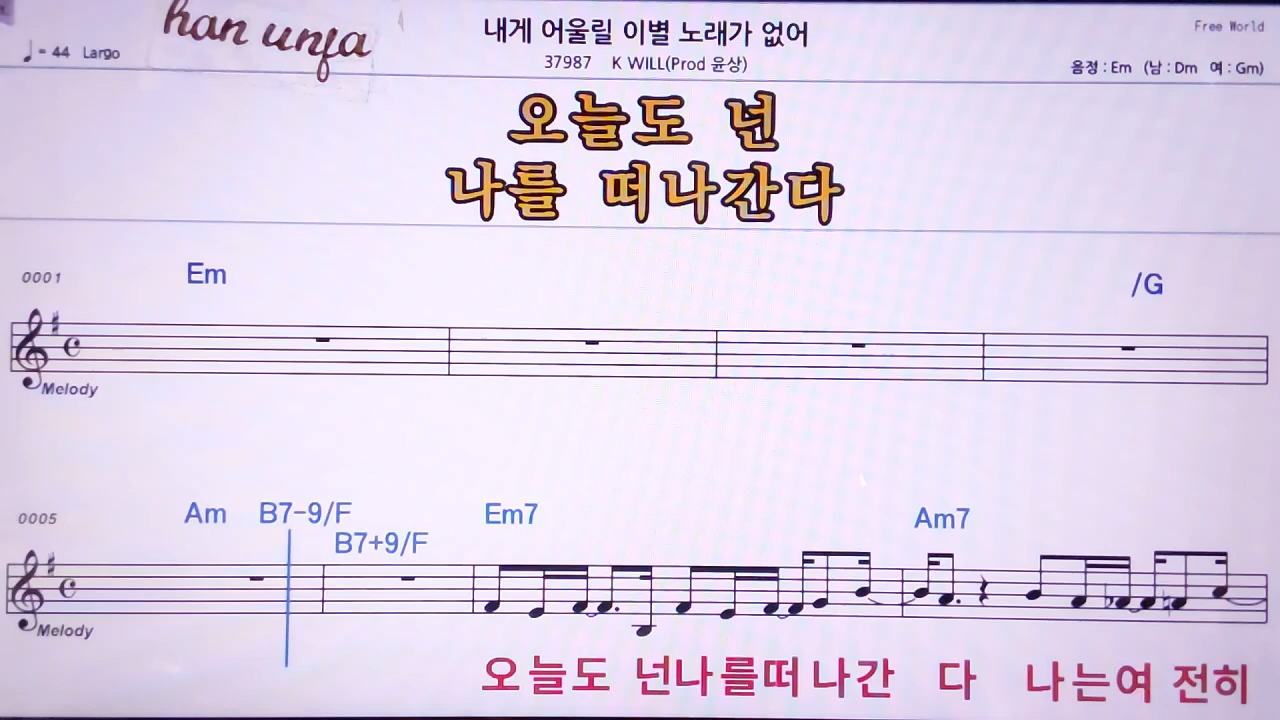 han unja
내게 어울릴 이별 노래가 없어
Free World
♩= 44 Largo
37987 K WILL(Prod 윤상)
음정 : Em (남 : Dm 여 : Gm)
오늘도 넌
나를 떠나간다
0001 Em /G
Melody
0005 Am B7-9/F Em7 Am7
B7+9/F
Melody
오늘도 넌나를떠나간 다 나는여전히